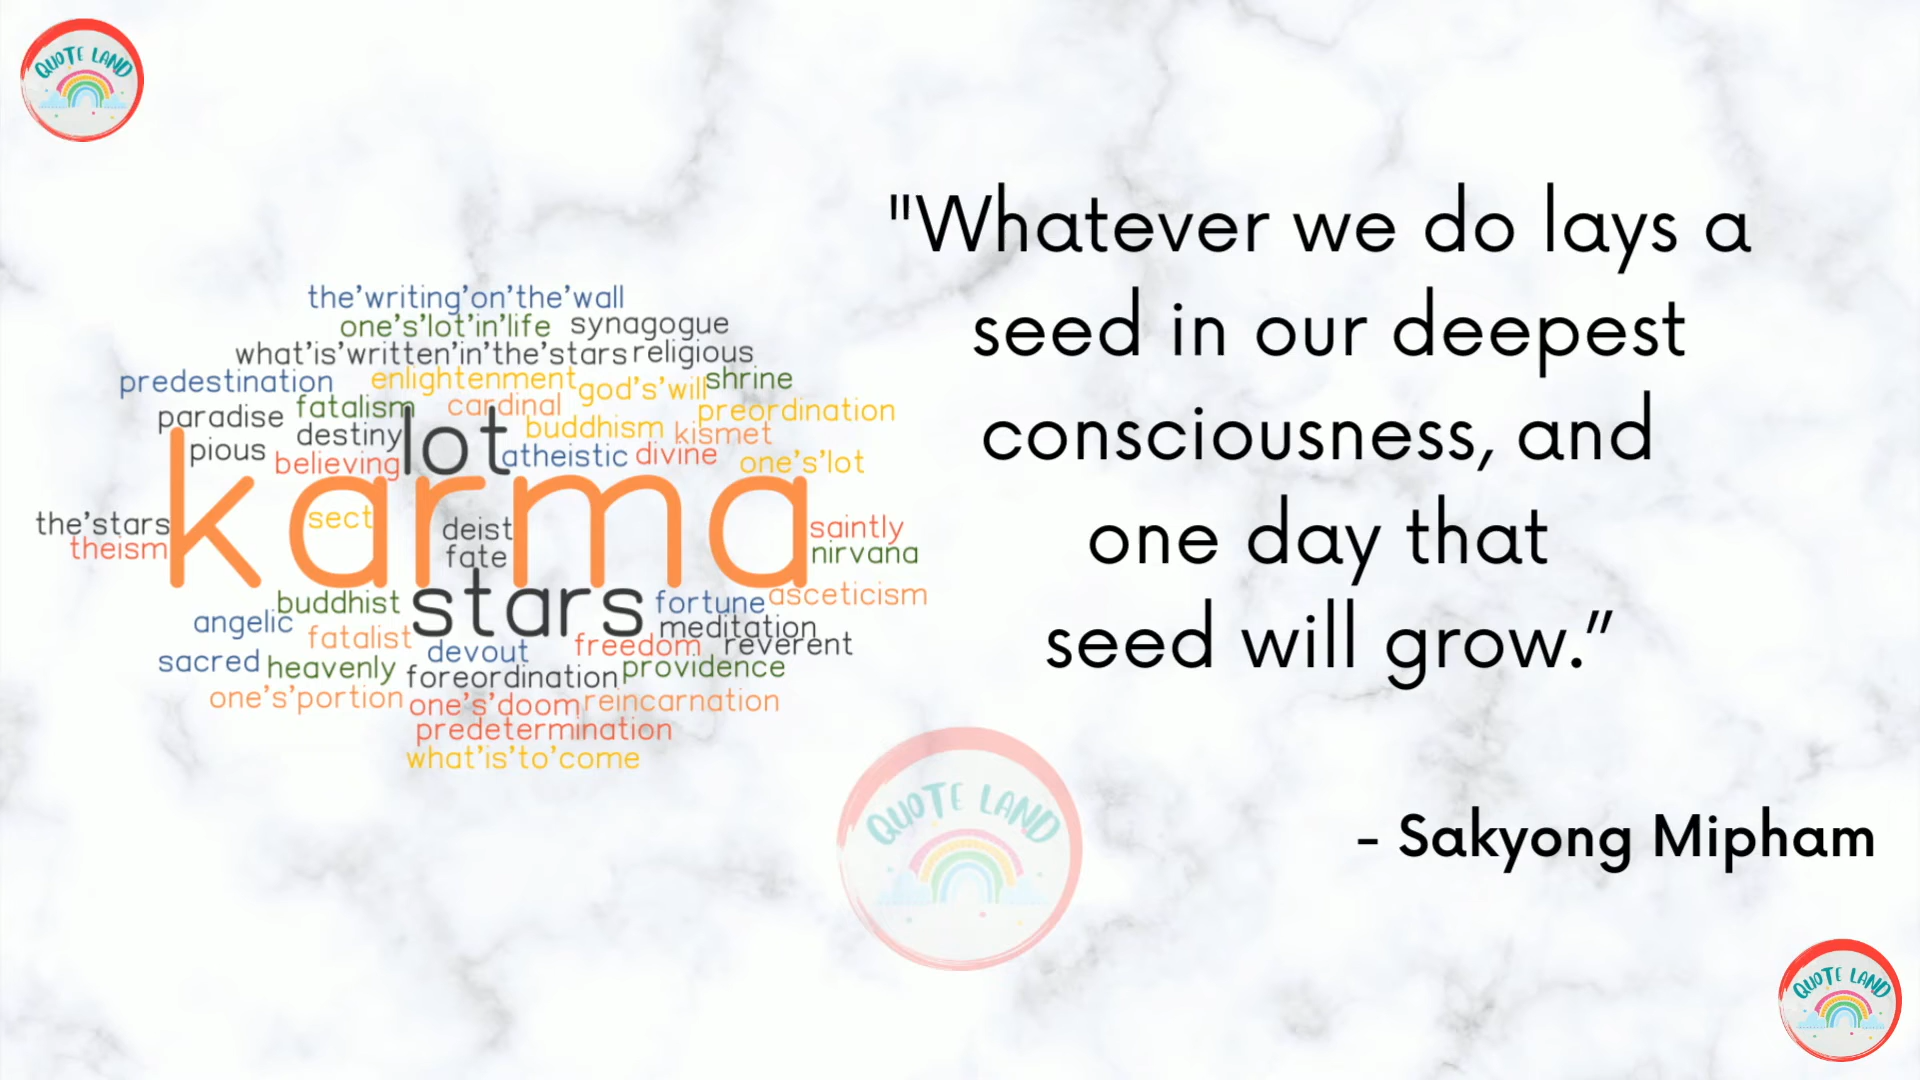 QUOTE LAND
the'writing'on'the'wall
one's'lot'in'life synagogue
what'is'written'in'the'stars religious
predestination enlightenment god's'will shrine
paradise fatalism cardinal preordination
pious destiny lot buddhism kismet
believing atheistic divine one's'lot
karma
the'stars sect deist saintly
theism fate nirvana
buddhist stars fortune asceticism
angelic fatalist meditation
sacred heavenly devout freedom reverent
foreordination providence
one's'portion one's'doom reincarnation
predetermination
what'is'to'come
"Whatever we do lays a
seed in our deepest
consciousness, and
one day that
seed will grow.”
- Sakyong Mipham
QUOTE LAND
QUOTE LAND